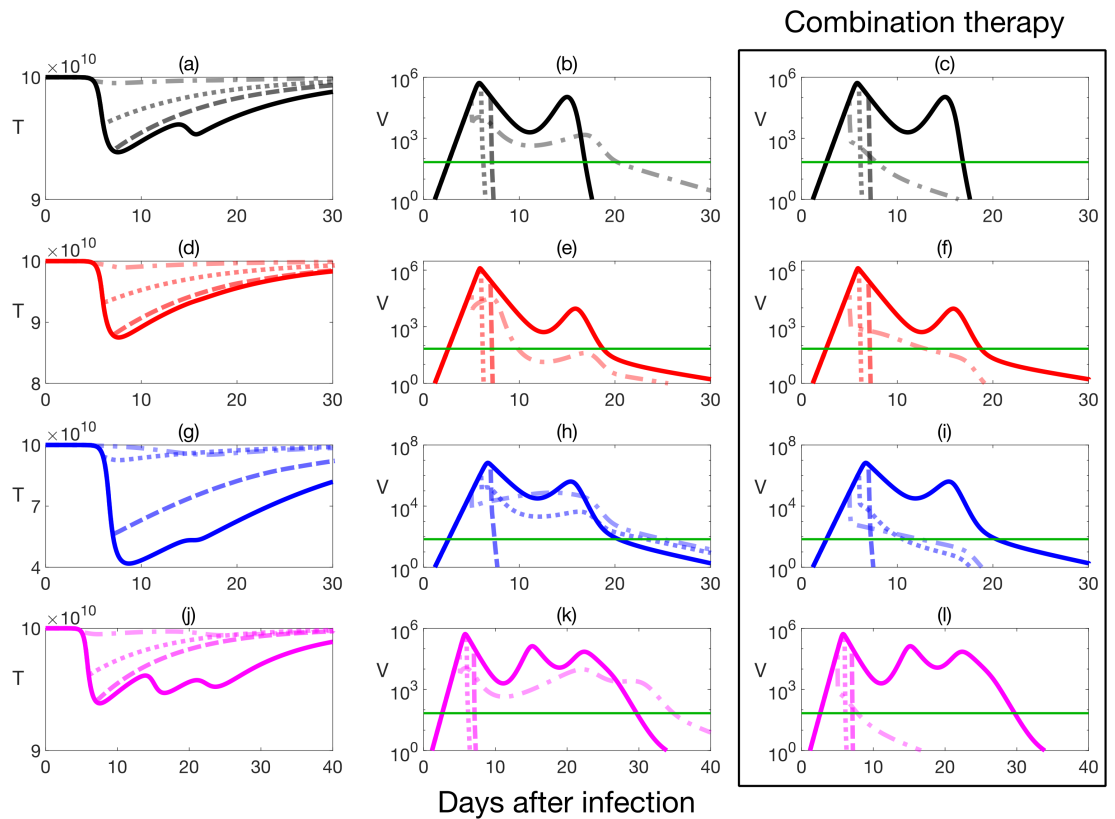 Combination therapy
×10^10 (a) (b) (c)
10 10^6 10^6
T V V
10^3 10^3
9 10^0 10^0
0 10 20 30 0 10 20 30 0 10 20 30
×10^10 (d) (e) (f)
10 10^6 10^6
T V V
9 10^3 10^3
8 10^0 10^0
0 10 20 30 0 10 20 30 0 10 20 30
×10^10 (g) (h) (i)
10 10^8 10^8
T V V
7 10^4 10^4
4 10^0 10^0
0 10 20 30 0 10 20 30 0 10 20 30
×10^10 (j) (k) (l)
10 10^6 10^6
T V V
10^3 10^3
9 10^0 10^0
0 10 20 30 40 0 10 20 30 40 0 10 20 30 40
Days after infection